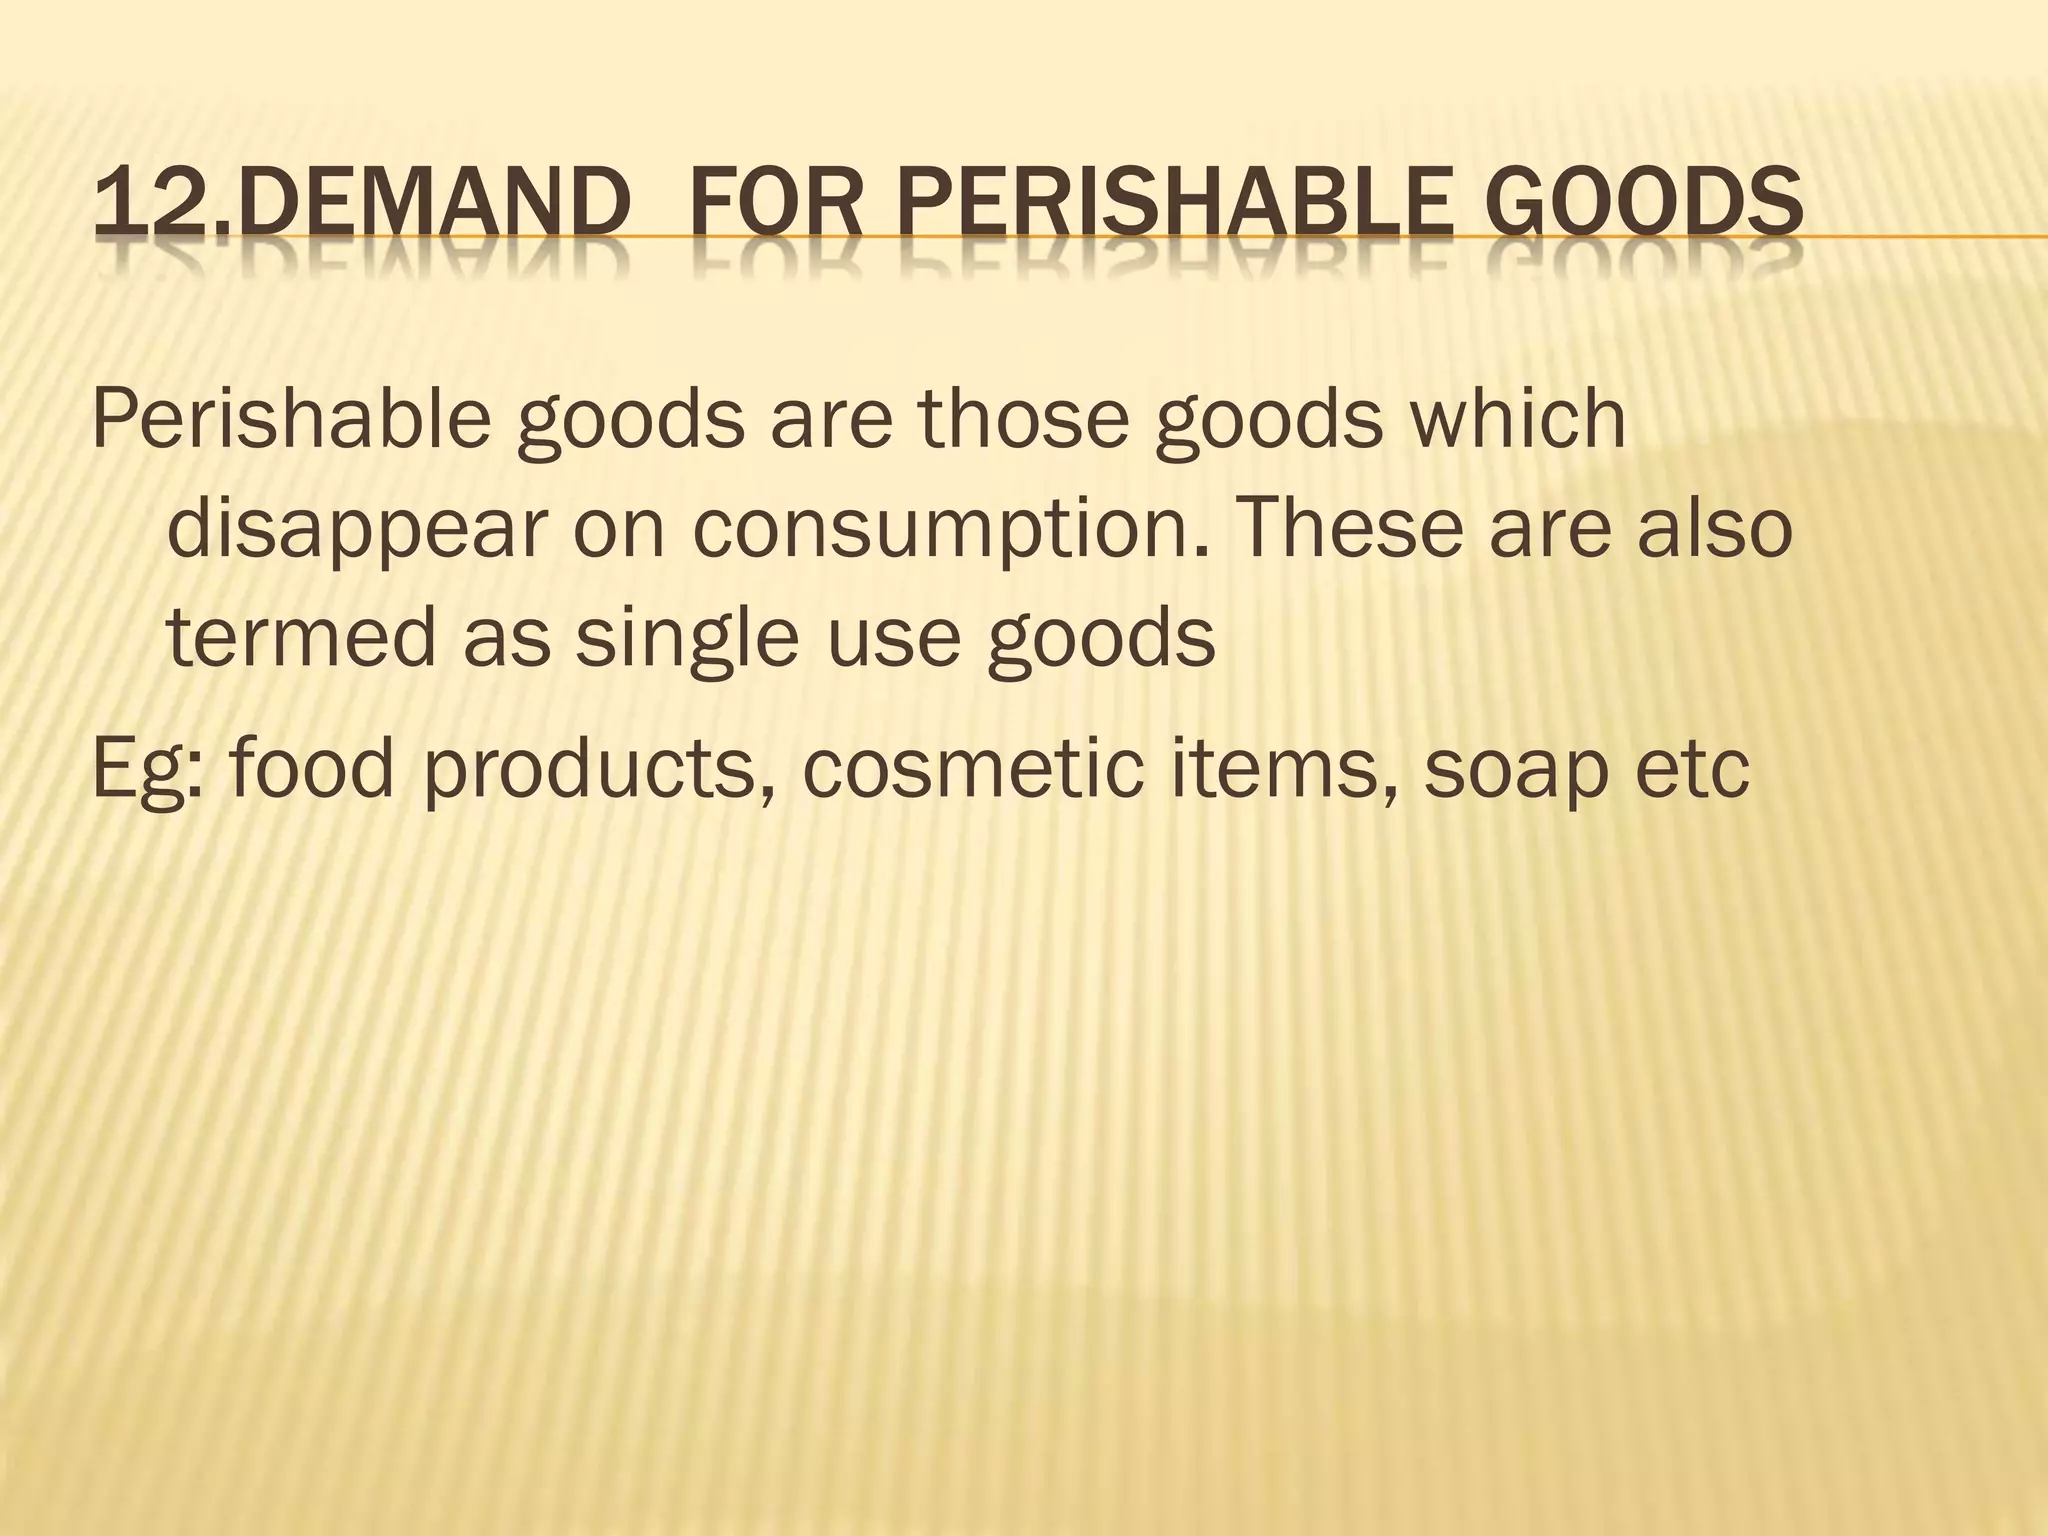 12.DEMAND  FOR PERISHABLE GOODS
Perishable goods are those goods which
disappear on consumption. These are also
termed as single use goods
Eg: food products, cosmetic items, soap etc